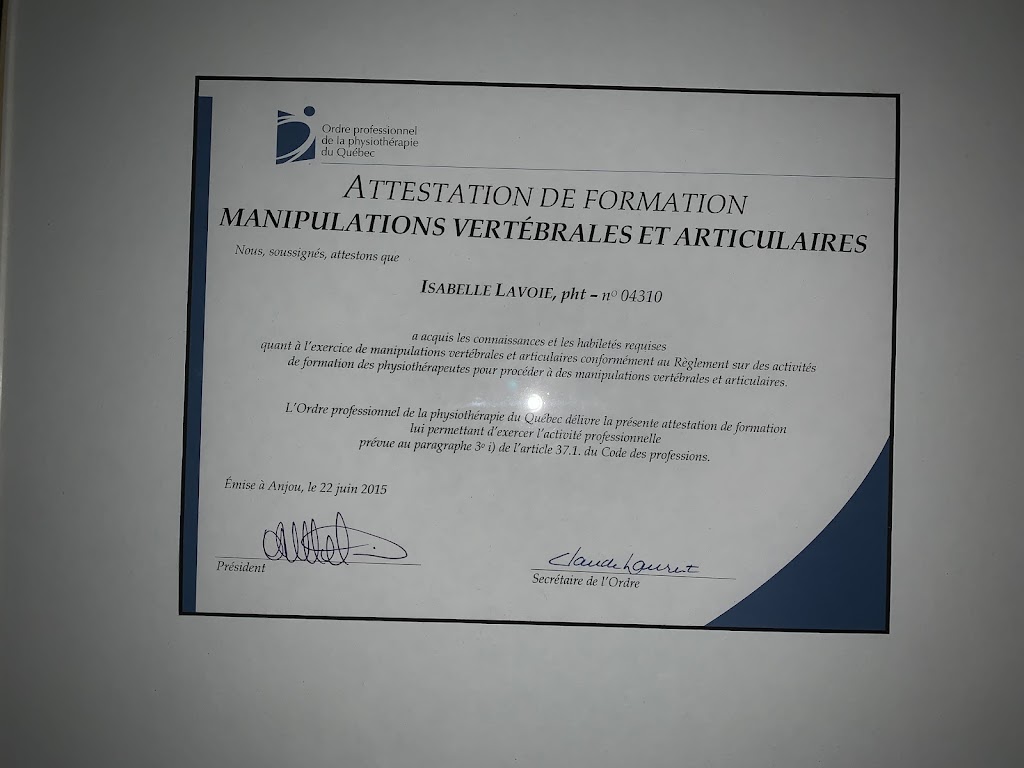 Ordre professionnel
de la physiothérapie
du Québec
ATTESTATION DE FORMATION
MANIPULATIONS VERTÉBRALES ET ARTICULAIRES
Nous, soussignés, attestons que
ISABELLE LAVOIE, pht – nº 04310
a acquis les connaissances et les habiletés requises
quant à l'exercice de manipulations vertébrales et articulaires conformément au Règlement sur des activités
de formation des physiothérapeutes pour procéder à des manipulations vertébrales et articulaires.
L'Ordre professionnel de la physiothérapie du Québec délivre la présente attestation de formation
lui permettant d'exercer l'activité professionnelle
prévue au paragraphe 3º i) de l'article 37.1. du Code des professions.
Émise à Anjou, le 22 juin 2015
Claude Laurent
Président
Secrétaire de l'Ordre